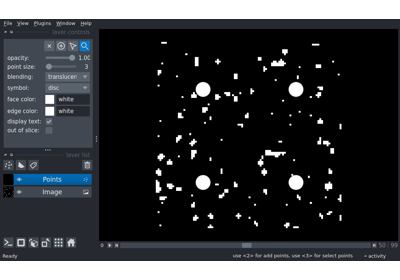 File View Plugins Window Help
layer controls
opacity: 1.00
point size: 3
blending: translucen
symbol: disc
face color: white
edge color: white
display text:
out of slice:
layer list
Points
Image
0 50 99
Ready use <2> for add points, use <3> for select points activity